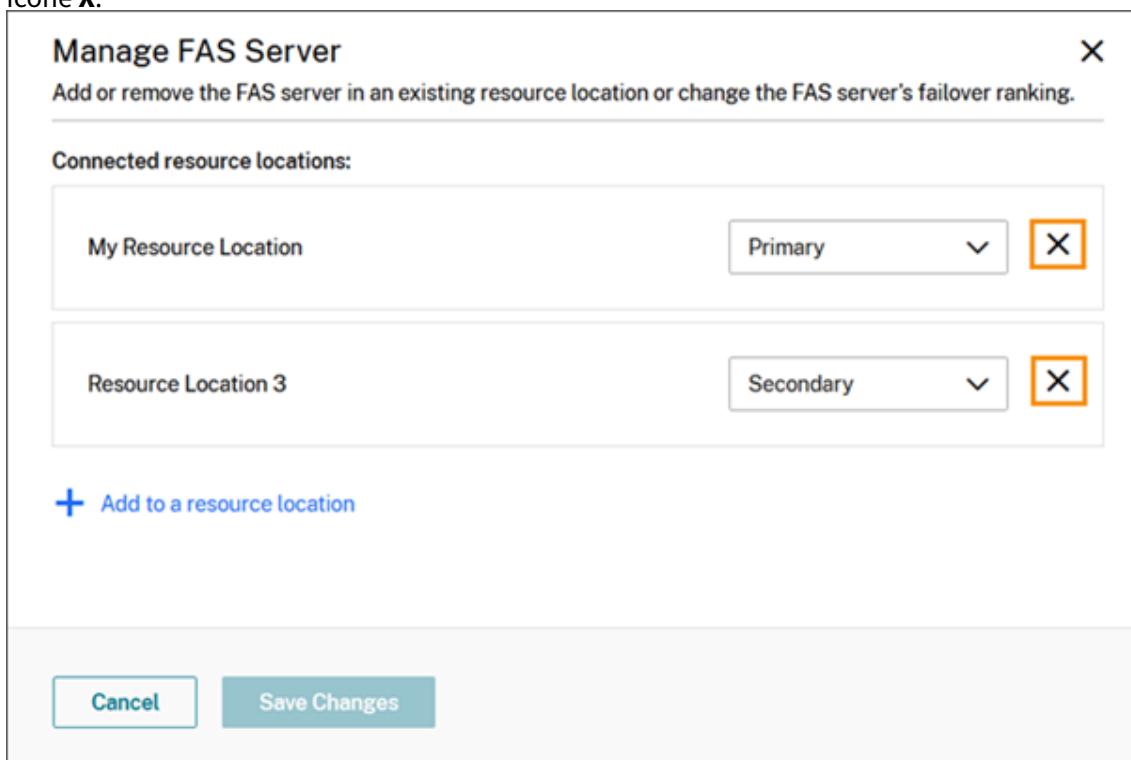 icône X.
Manage FAS Server
Add or remove the FAS server in an existing resource location or change the FAS server's failover ranking.
Connected resource locations:
My Resource Location
Primary
Resource Location 3
Secondary
Add to a resource location
Cancel
Save Changes